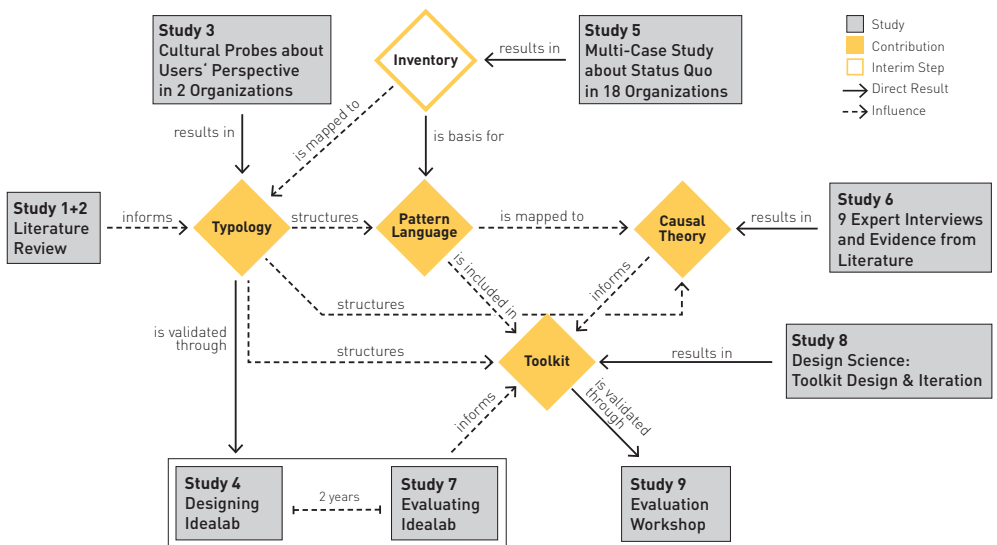 Study 3
Cultural Probes about
Users‘ Perspective
in 2 Organizations
Inventory
results in
Study 5
Multi-Case Study
about Status Quo
in 18 Organizations
Study
Contribution
Interim Step
Direct Result
Influence
results in
is mapped to
is basis for
Study 1+2
Literature
Review
informs
Typology
structures
Pattern
Language
is mapped to
Causal
Theory
results in
Study 6
9 Expert Interviews
and Evidence from
Literature
structures
is included in
informs
is validated
through
structures
Toolkit
results in
Study 8
Design Science:
Toolkit Design & Iteration
informs
is validated
through
Study 4
Designing
Idealab
2 years
Study 7
Evaluating
Idealab
Study 9
Evaluation
Workshop